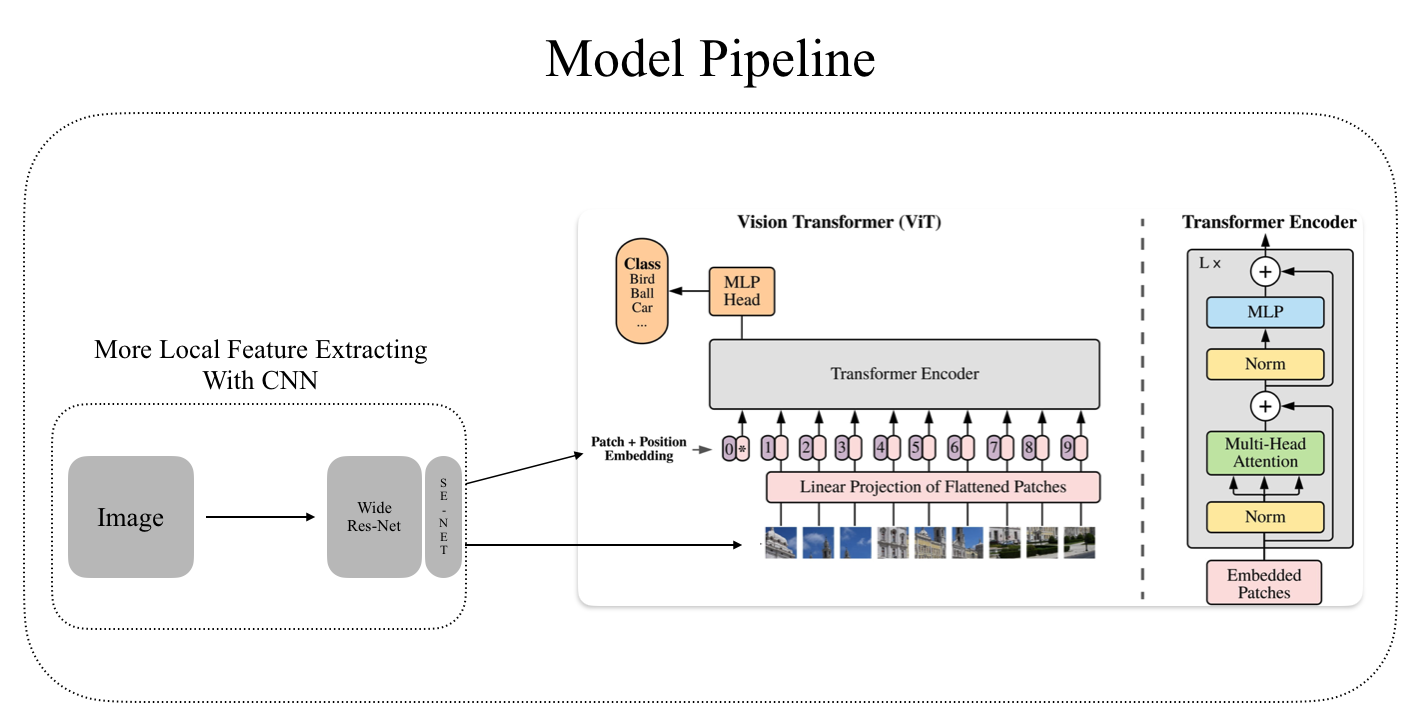 Model Pipeline
More Local Feature Extracting
With CNN
Image
Wide
Res-Net
S
E
-
N
E
T
Vision Transformer (ViT)
Class
Bird
Ball
Car
...
MLP
Head
Transformer Encoder
Patch + Position
Embedding
0 * 1 2 3 4 5 6 7 8 9
Linear Projection of Flattened Patches
Transformer Encoder
L x
+
MLP
Norm
+
Multi-Head
Attention
Norm
Embedded
Patches